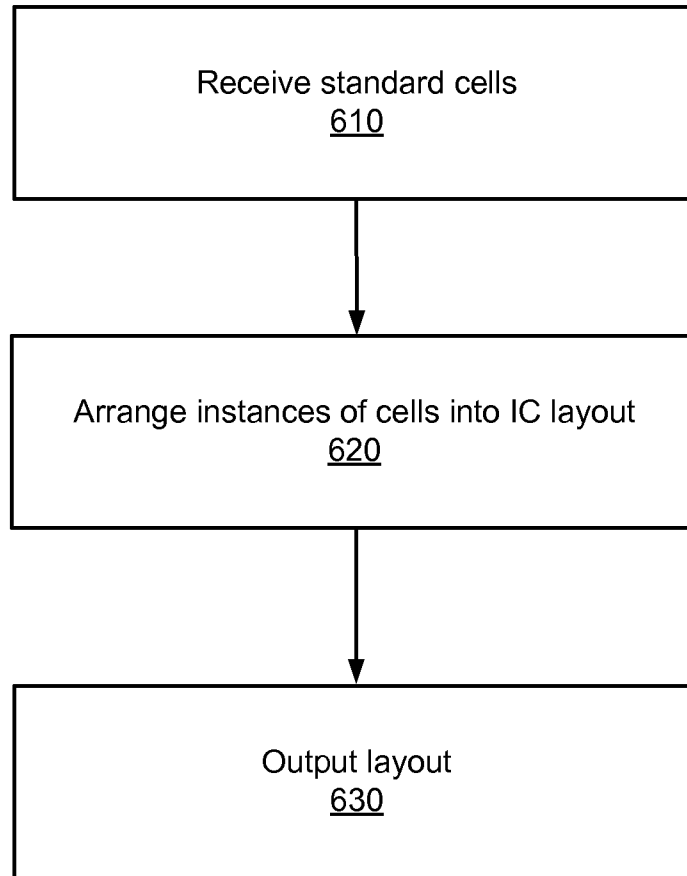 Receive standard cells
610
Arrange instances of cells into IC layout
620
Output layout
630